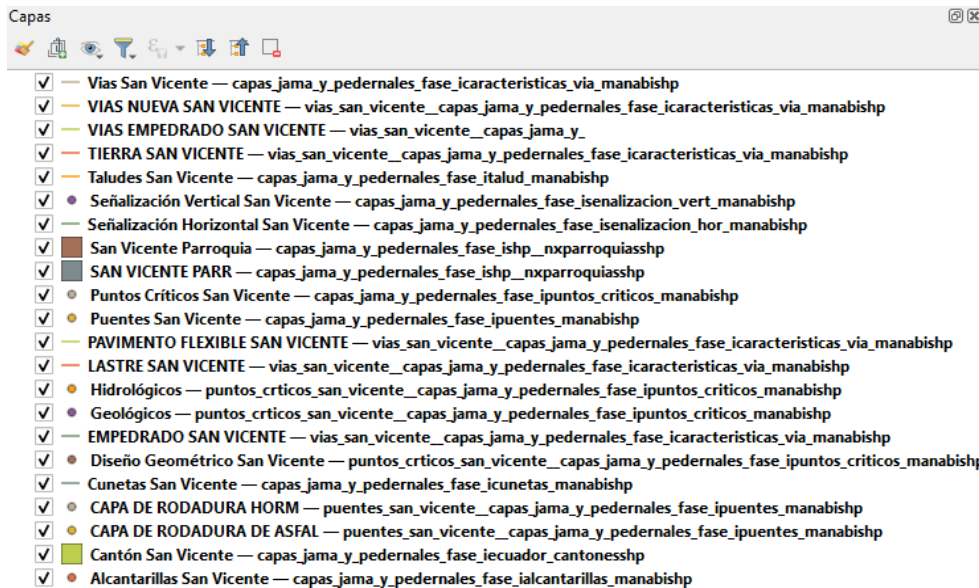 Capas
Vias San Vicente — capas_jama_y_pedernales_fase_icaracteristicas_via_manabishp
VIAS NUEVA SAN VICENTE — vias_san_vicente__capas_jama_y_pedernales_fase_icaracteristicas_via_manabishp
VIAS EMPEDRADO SAN VICENTE — vias_san_vicente__capas_jama_y_
TIERRA SAN VICENTE — vias_san_vicente__capas_jama_y_pedernales_fase_icaracteristicas_via_manabishp
Taludes San Vicente — capas_jama_y_pedernales_fase_italud_manabishp
Señalización Vertical San Vicente — capas_jama_y_pedernales_fase_isenalizacion_vert_manabishp
Señalización Horizontal San Vicente — capas_jama_y_pedernales_fase_isenalizacion_hor_manabishp
San Vicente Parroquia — capas_jama_y_pedernales_fase_ishp__nxparroquiasshp
SAN VICENTE PARR — capas_jama_y_pedernales_fase_ishp__nxparroquiasshp
Puntos Críticos San Vicente — capas_jama_y_pedernales_fase_ipuntos_criticos_manabishp
Puentes San Vicente — capas_jama_y_pedernales_fase_ipuentes_manabishp
PAVIMENTO FLEXIBLE SAN VICENTE — vias_san_vicente__capas_jama_y_pedernales_fase_icaracteristicas_via_manabishp
LASTRE SAN VICENTE — vias_san_vicente__capas_jama_y_pedernales_fase_icaracteristicas_via_manabishp
Hidrológicos — puntos_crticos_san_vicente__capas_jama_y_pedernales_fase_ipuntos_criticos_manabishp
Geológicos — puntos_crticos_san_vicente__capas_jama_y_pedernales_fase_ipuntos_criticos_manabishp
EMPEDRADO SAN VICENTE — vias_san_vicente__capas_jama_y_pedernales_fase_icaracteristicas_via_manabishp
Diseño Geométrico San Vicente — puntos_crticos_san_vicente__capas_jama_y_pedernales_fase_ipuntos_criticos_manabishp
Cunetas San Vicente — capas_jama_y_pedernales_fase_icunetas_manabishp
CAPA DE RODADURA HORM — puentes_san_vicente__capas_jama_y_pedernales_fase_ipuentes_manabishp
CAPA DE RODADURA DE ASFAL — puentes_san_vicente__capas_jama_y_pedernales_fase_ipuentes_manabishp
Cantón San Vicente — capas_jama_y_pedernales_fase_iecuador_cantonesshp
Alcantarillas San Vicente — capas_jama_y_pedernales_fase_ialcantarillas_manabishp